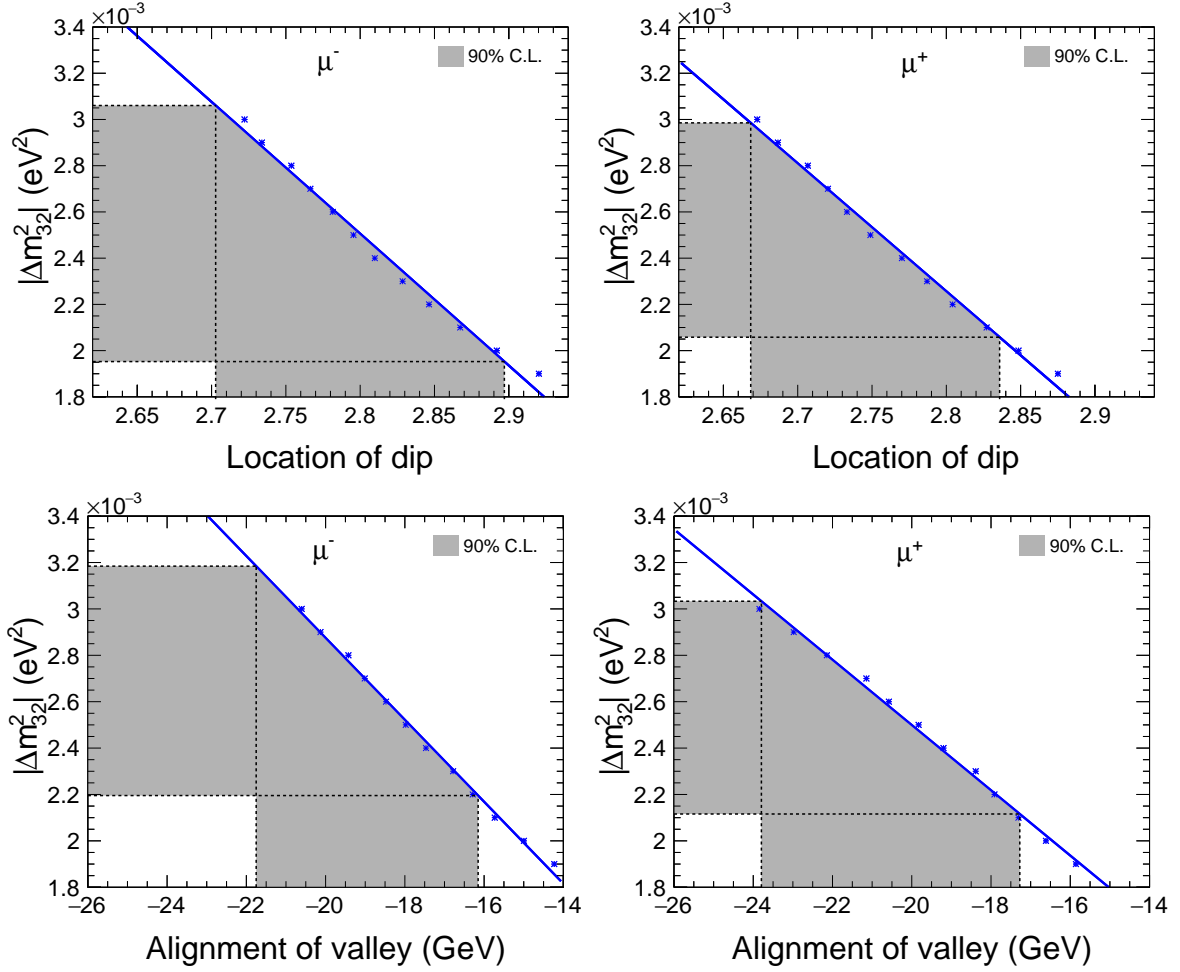 ×10⁻³
3.4
3.2
3
2.8
2.6
2.4
2.2
2
1.8
|Δm²₃₂| (eV²)
μ⁻
90% C.L.
2.65 2.7 2.75 2.8 2.85 2.9
Location of dip
×10⁻³
3.4
3.2
3
2.8
2.6
2.4
2.2
2
1.8
|Δm²₃₂| (eV²)
μ⁺
90% C.L.
2.65 2.7 2.75 2.8 2.85 2.9
Location of dip
×10⁻³
3.4
3.2
3
2.8
2.6
2.4
2.2
2
1.8
|Δm²₃₂| (eV²)
μ⁻
90% C.L.
−26 −24 −22 −20 −18 −16 −14
Alignment of valley (GeV)
×10⁻³
3.4
3.2
3
2.8
2.6
2.4
2.2
2
1.8
|Δm²₃₂| (eV²)
μ⁺
90% C.L.
−26 −24 −22 −20 −18 −16 −14
Alignment of valley (GeV)